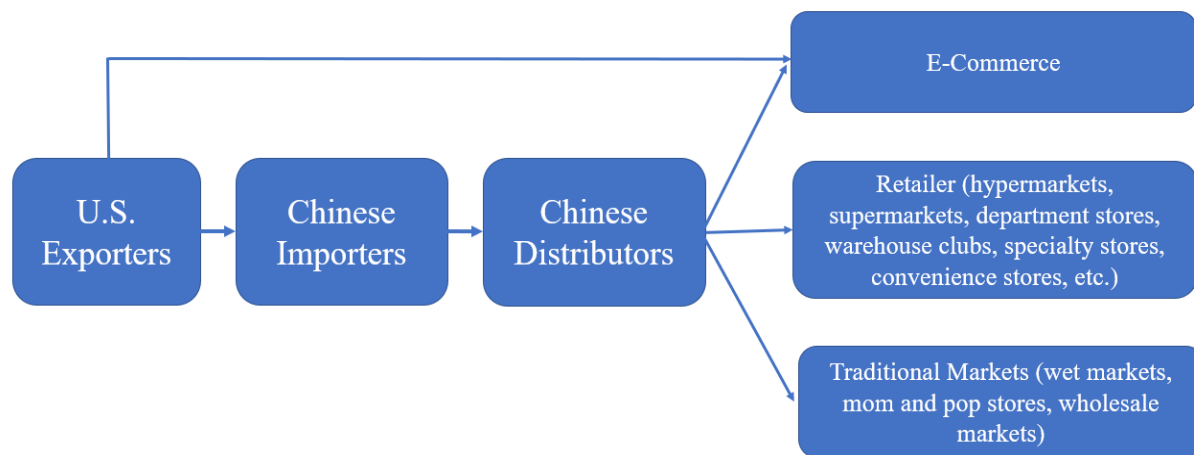 E-Commerce
U.S.
Exporters
Chinese
Importers
Chinese
Distributors
Retailer (hypermarkets,
supermarkets, department stores,
warehouse clubs, specialty stores,
convenience stores, etc.)
Traditional Markets (wet markets,
mom and pop stores, wholesale
markets)